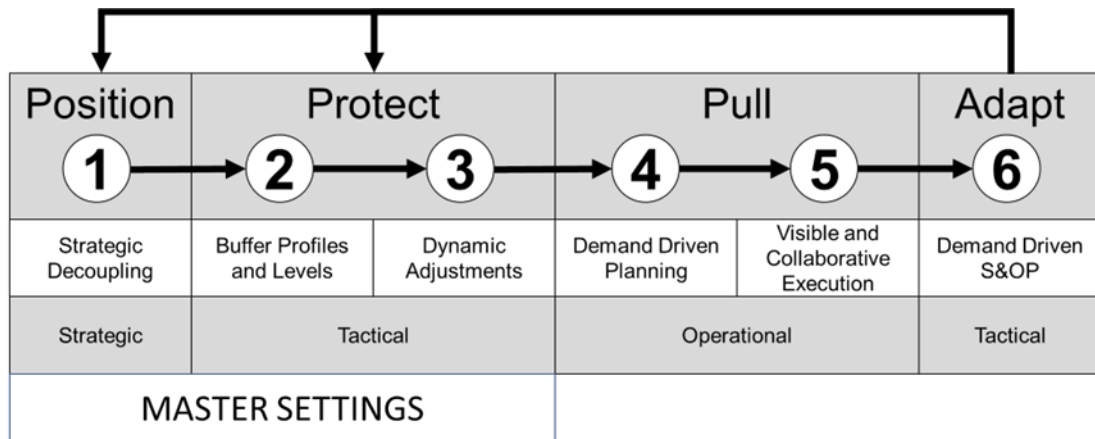 Position
Protect
Pull
Adapt
1
2
3
4
5
6
Strategic
Decoupling
Buffer Profiles
and Levels
Dynamic
Adjustments
Demand Driven
Planning
Visible and
Collaborative
Execution
Demand Driven
S&OP
Strategic
Tactical
Operational
Tactical
MASTER SETTINGS